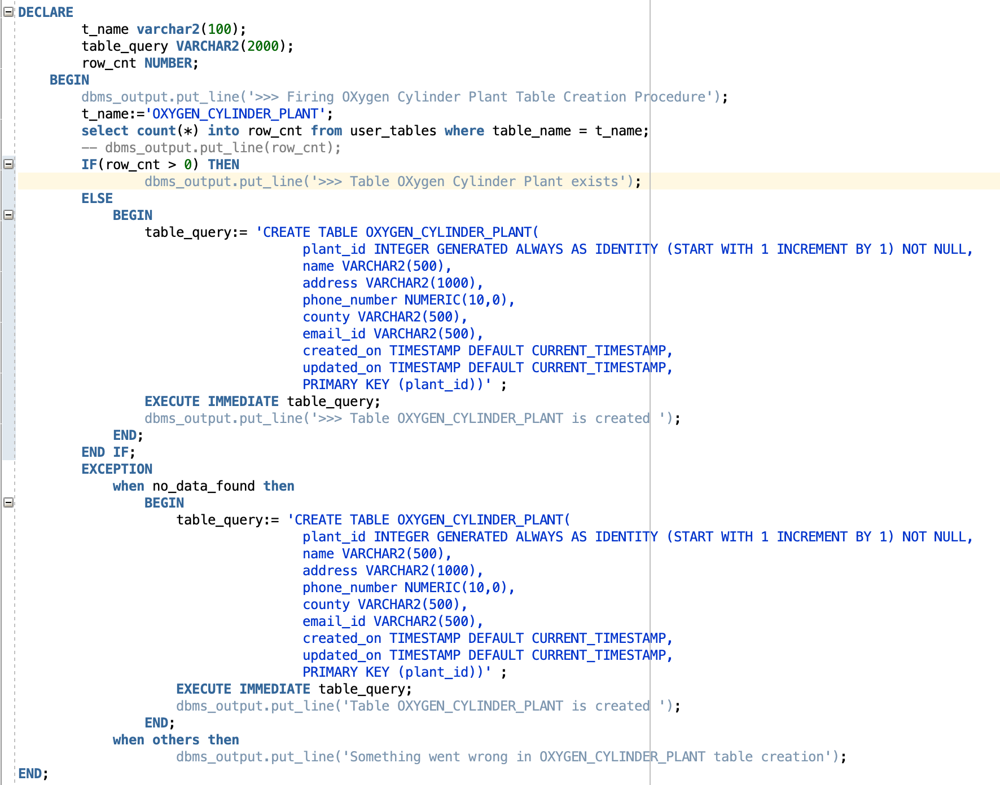 DECLARE
t_name varchar2(100);
table_query VARCHAR2(2000);
row_cnt NUMBER;
BEGIN
dbms_output.put_line('>>> Firing OXygen Cylinder Plant Table Creation Procedure');
t_name:='OXYGEN_CYLINDER_PLANT';
select count(*) into row_cnt from user_tables where table_name = t_name;
-- dbms_output.put_line(row_cnt);
IF(row_cnt > 0) THEN
dbms_output.put_line('>>> Table OXygen Cylinder Plant exists');
ELSE
BEGIN
table_query:= 'CREATE TABLE OXYGEN_CYLINDER_PLANT(
plant_id INTEGER GENERATED ALWAYS AS IDENTITY (START WITH 1 INCREMENT BY 1) NOT NULL,
name VARCHAR2(500),
address VARCHAR2(1000),
phone_number NUMERIC(10,0),
county VARCHAR2(500),
email_id VARCHAR2(500),
created_on TIMESTAMP DEFAULT CURRENT_TIMESTAMP,
updated_on TIMESTAMP DEFAULT CURRENT_TIMESTAMP,
PRIMARY KEY (plant_id))' ;
EXECUTE IMMEDIATE table_query;
dbms_output.put_line('>>> Table OXYGEN_CYLINDER_PLANT is created ');
END;
END IF;
EXCEPTION
when no_data_found then
BEGIN
table_query:= 'CREATE TABLE OXYGEN_CYLINDER_PLANT(
plant_id INTEGER GENERATED ALWAYS AS IDENTITY (START WITH 1 INCREMENT BY 1) NOT NULL,
name VARCHAR2(500),
address VARCHAR2(1000),
phone_number NUMERIC(10,0),
county VARCHAR2(500),
email_id VARCHAR2(500),
created_on TIMESTAMP DEFAULT CURRENT_TIMESTAMP,
updated_on TIMESTAMP DEFAULT CURRENT_TIMESTAMP,
PRIMARY KEY (plant_id))' ;
EXECUTE IMMEDIATE table_query;
dbms_output.put_line('Table OXYGEN_CYLINDER_PLANT is created ');
END;
when others then
dbms_output.put_line('Something went wrong in OXYGEN_CYLINDER_PLANT table creation');
END;